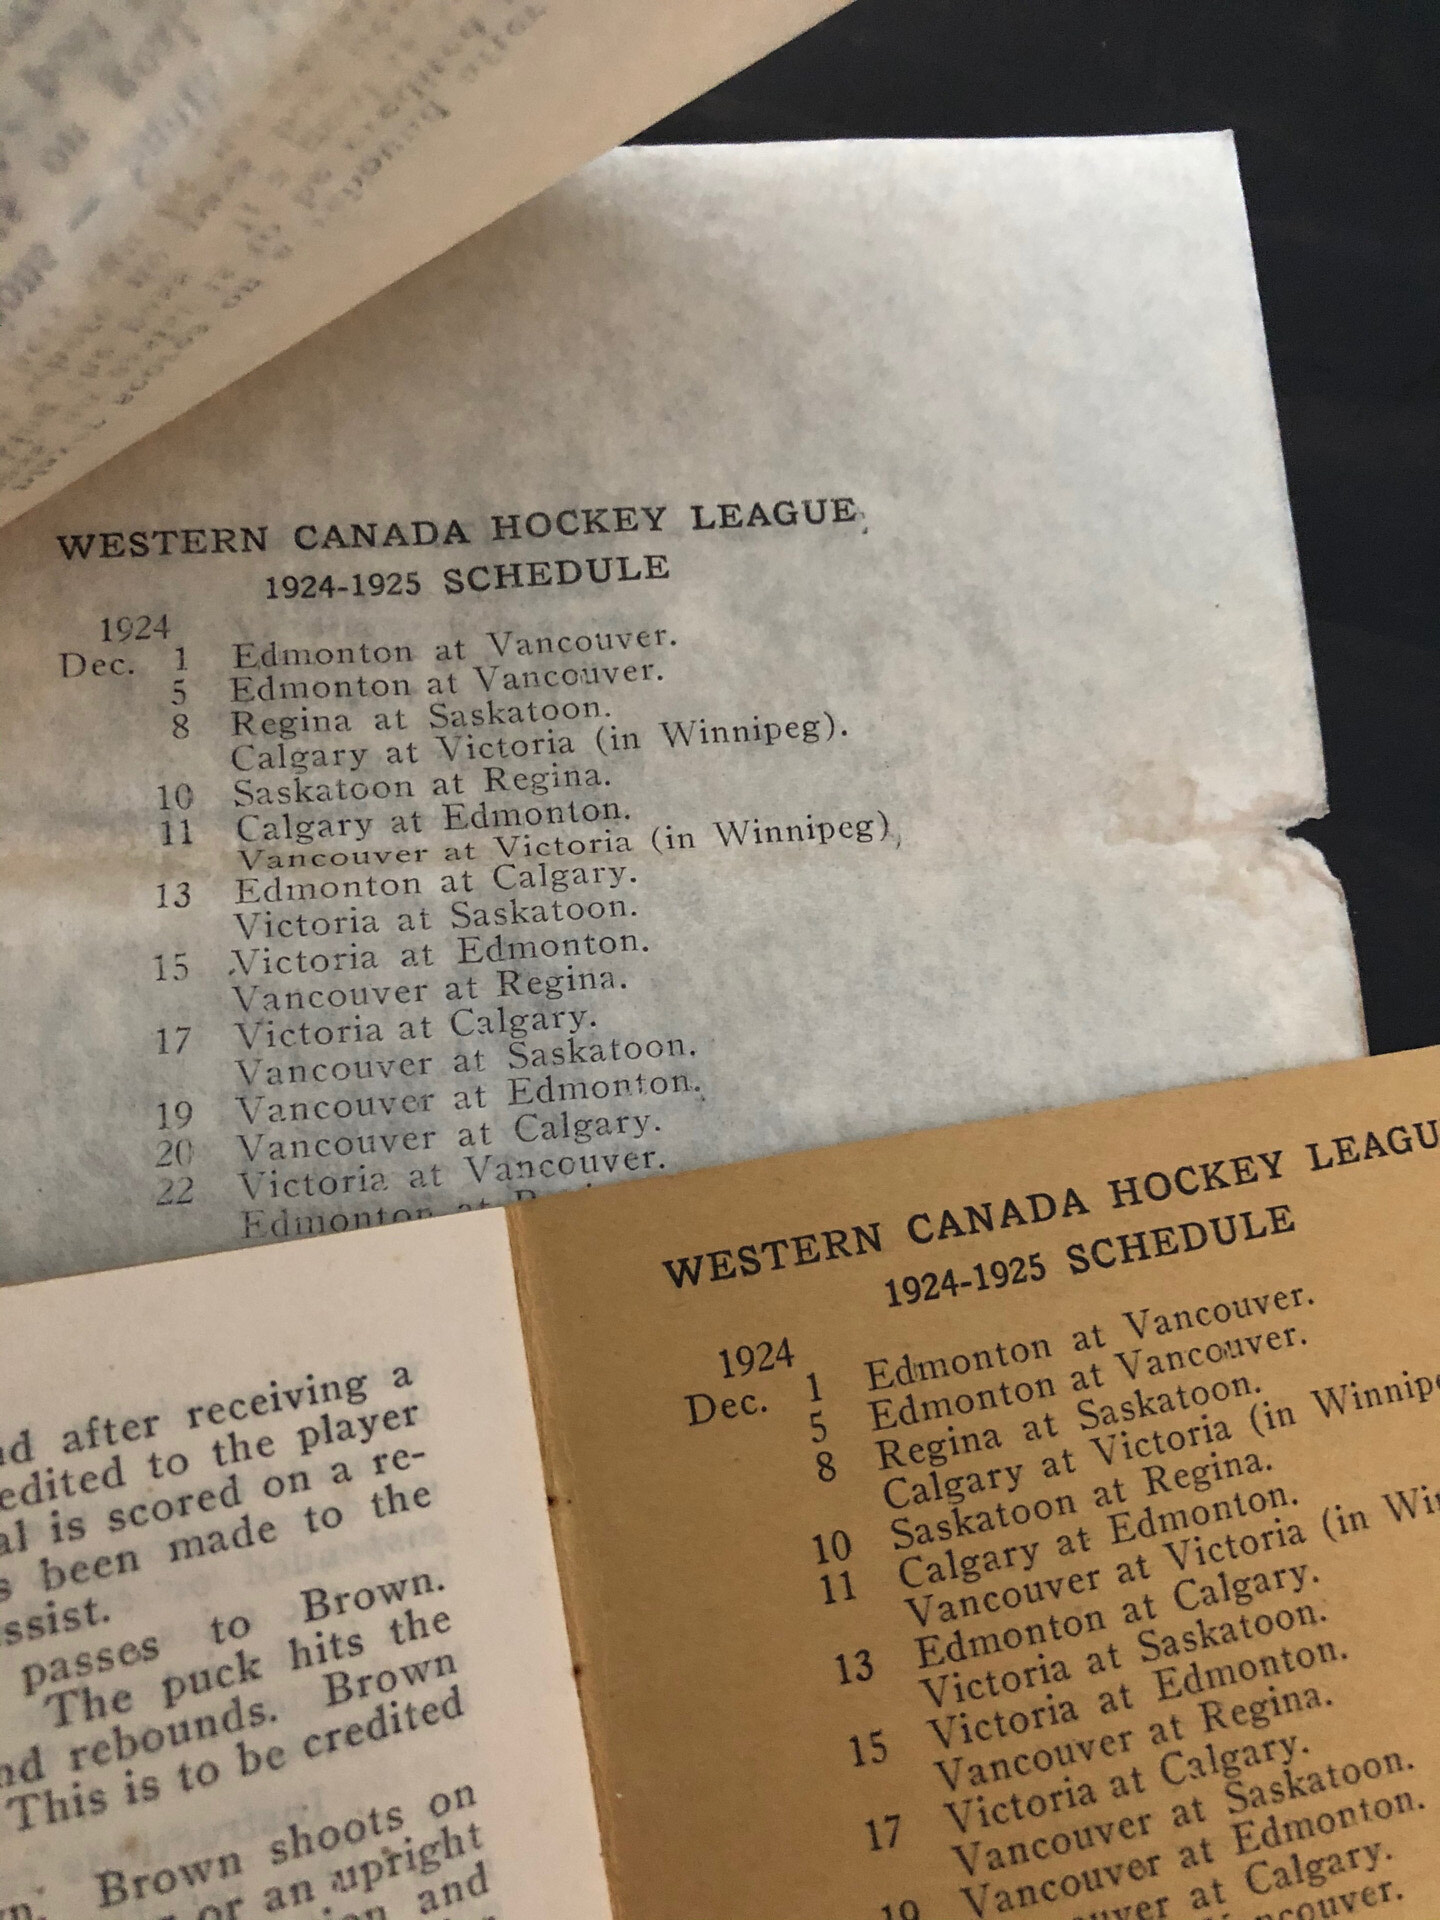 WESTERN CANADA HOCKEY LEAGUE
1924-1925 SCHEDULE
1924
Dec. 1 Edmonton at Vancouver.
5 Edmonton at Vancouver.
8 Regina at Saskatoon.
Calgary at Victoria (in Winnipeg).
10 Saskatoon at Regina.
11 Calgary at Edmonton.
Vancouver at Victoria (in Winnipeg)
13 Edmonton at Calgary.
Victoria at Saskatoon.
15 Victoria at Edmonton.
Vancouver at Regina.
17 Victoria at Calgary.
Vancouver at Saskatoon.
19 Vancouver at Edmonton.
20 Vancouver at Calgary.
22 Victoria at Vancouver.
Edmonton at
after receiving a
to the player
is scored on a re-
been made to the
passes to Brown.
The puck hits the
rebounds. Brown
This is to be credited
Brown shoots on
or an upright
and
WESTERN CANADA HOCKEY LEAGU
1924-1925 SCHEDULE
1924
Dec. 1 Edmonton at Vancouver.
5 Edmonton at Vancouver.
8 Regina at Saskatoon.
Calgary at Victoria (in Winnipe
10 Saskatoon at Regina.
11 Calgary at Edmonton.
Vancouver at Victoria (in Win
13 Edmonton at Calgary.
Victoria at Saskatoon.
15 Victoria at Edmonton.
Vancouver at Regina.
17 Victoria at Calgary.
Vancouver at Saskatoon.
19 Vancouver at Edmonton.
at Calgary.